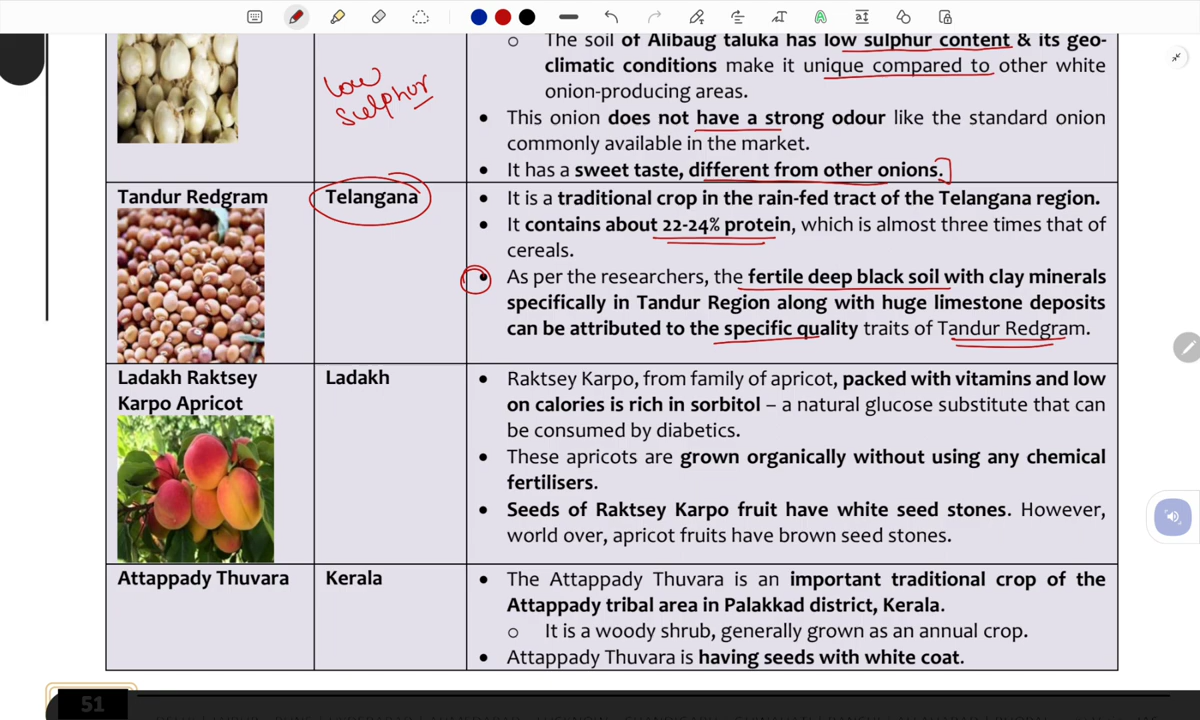 The soil of Alibaug taluka has low sulphur content & its geo-
climatic conditions make it unique compared to other white
onion-producing areas.
This onion does not have a strong odour like the standard onion
commonly available in the market.
It has a sweet taste, different from other onions.
low
sulphur
Tandur Redgram
Telangana
It is a traditional crop in the rain-fed tract of the Telangana region.
It contains about 22-24% protein, which is almost three times that of
cereals.
As per the researchers, the fertile deep black soil with clay minerals
specifically in Tandur Region along with huge limestone deposits
can be attributed to the specific quality traits of Tandur Redgram.
Ladakh Raktsey
Karpo Apricot
Ladakh
Raktsey Karpo, from family of apricot, packed with vitamins and low
on calories is rich in sorbitol – a natural glucose substitute that can
be consumed by diabetics.
These apricots are grown organically without using any chemical
fertilisers.
Seeds of Raktsey Karpo fruit have white seed stones. However,
world over, apricot fruits have brown seed stones.
Attappady Thuvara
Kerala
The Attappady Thuvara is an important traditional crop of the
Attappady tribal area in Palakkad district, Kerala.
It is a woody shrub, generally grown as an annual crop.
Attappady Thuvara is having seeds with white coat.
51